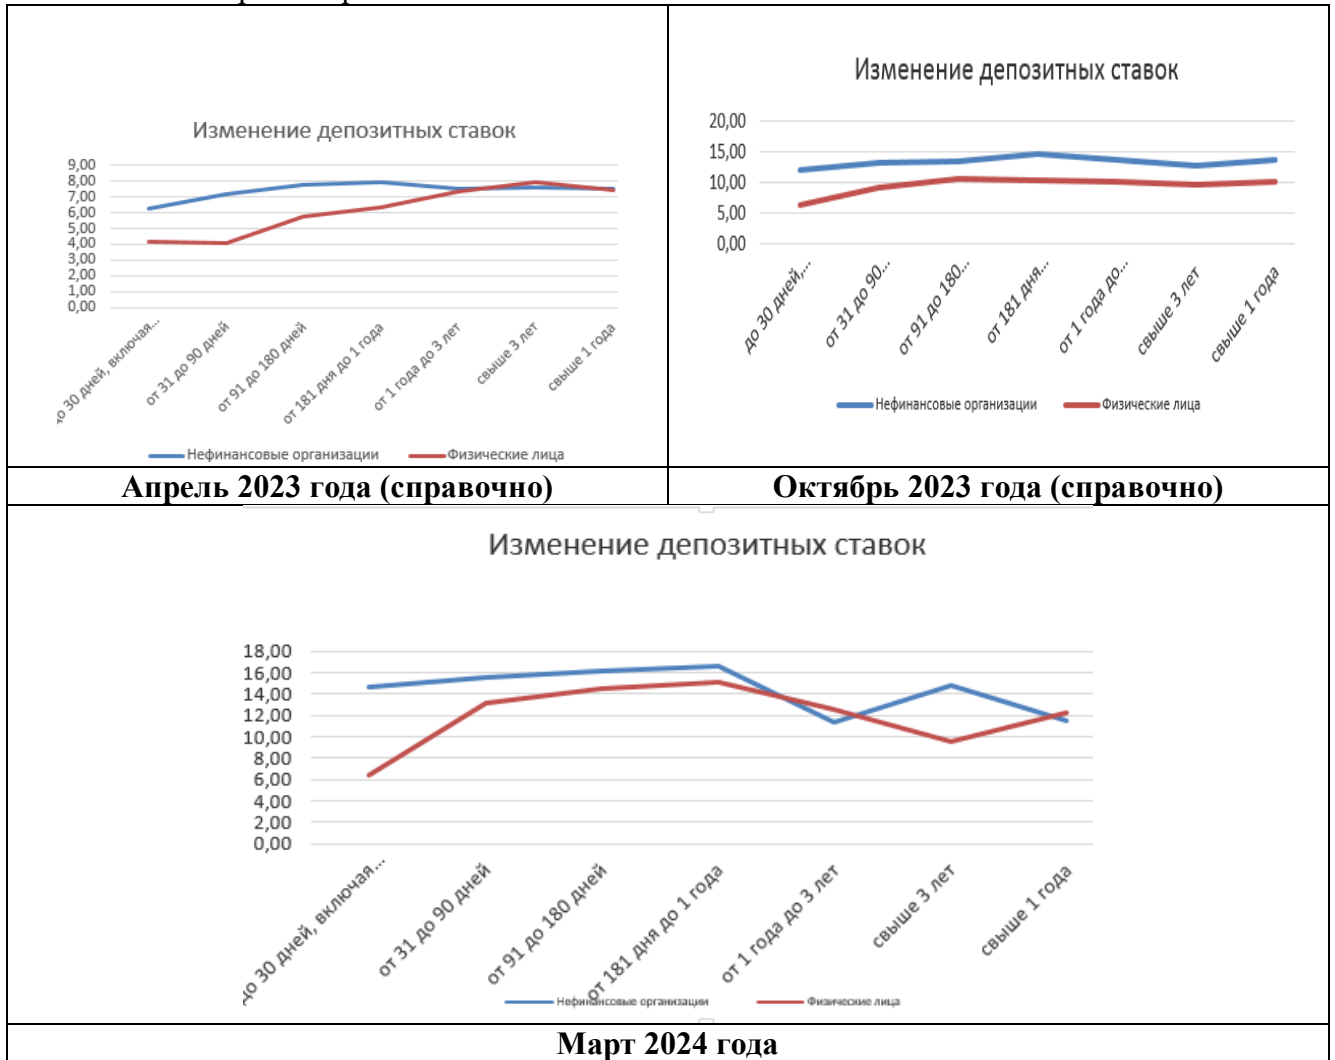 Изменение депозитных ставок
9,00
8,00
7,00
6,00
5,00
4,00
3,00
2,00
1,00
0,00
до 30 дней, включая...
от 31 до 90 дней
от 91 до 180 дней
от 181 дня до 1 года
от 1 года до 3 лет
свыше 3 лет
свыше 1 года
Нефинансовые организации Физические лица
Апрель 2023 года (справочно)
Изменение депозитных ставок
20,00
15,00
10,00
5,00
0,00
до 30 дней,...
от 31 до 90...
от 91 до 180...
от 181 дня...
от 1 года до...
свыше 3 лет
свыше 1 года
Нефинансовые организации Физические лица
Октябрь 2023 года (справочно)
Изменение депозитных ставок
18,00
16,00
14,00
12,00
10,00
8,00
6,00
4,00
2,00
0,00
до 30 дней, включая...
от 31 до 90 дней
от 91 до 180 дней
от 181 дня до 1 года
от 1 года до 3 лет
свыше 3 лет
свыше 1 года
Нефинансовые организации Физические лица
Март 2024 года